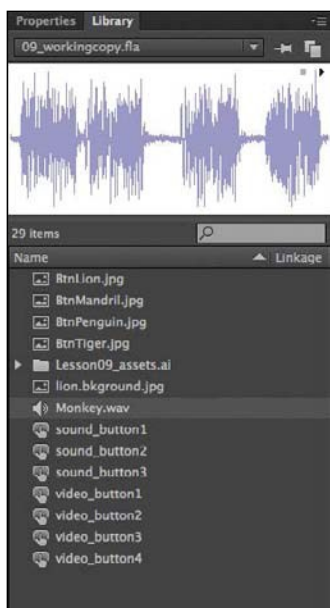 Properties Library
09_workingcopy.fla
29 items
Name Linkage
BtnLion.jpg
BtnMandril.jpg
BtnPenguin.jpg
BtnTiger.jpg
Lesson09_assets.ai
lion.bkground.jpg
Monkey.wav
sound_button1
sound_button2
sound_button3
video_button1
video_button2
video_button3
video_button4